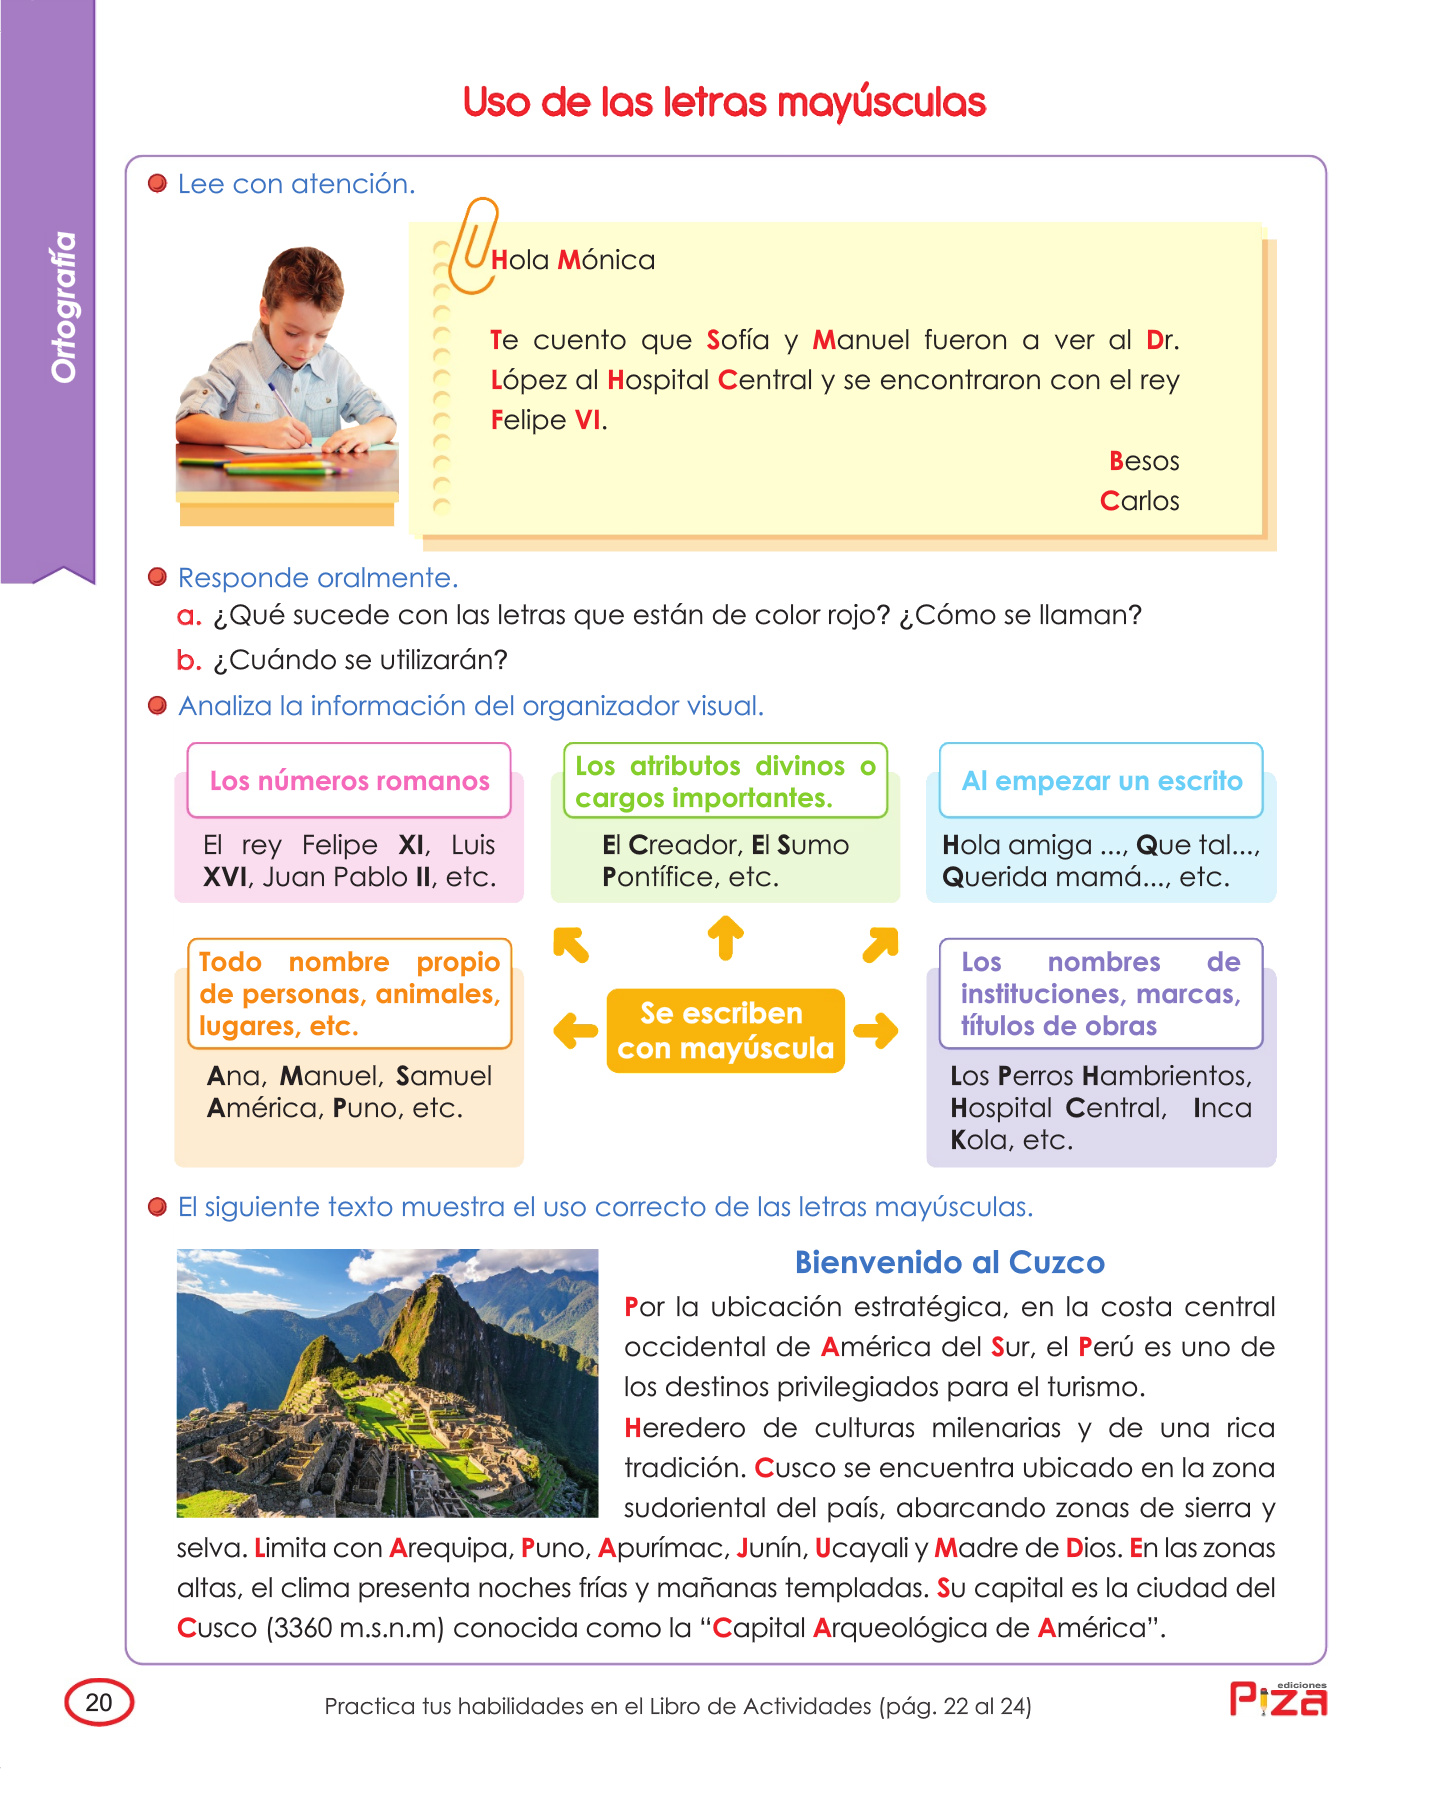 Uso de las letras mayúsculas
Ortografía
Lee con atención.
Hola Mónica
Te cuento que Sofía y Manuel fueron a ver al Dr.
López al Hospital Central y se encontraron con el rey
Felipe VI.
Besos
Carlos
Responde oralmente.
a. ¿Qué sucede con las letras que están de color rojo? ¿Cómo se llaman?
b. ¿Cuándo se utilizarán?
Analiza la información del organizador visual.
Los números romanos
El rey Felipe XI, Luis
XVI, Juan Pablo II, etc.
Los atributos divinos o
cargos importantes.
El Creador, El Sumo
Pontífice, etc.
Al empezar un escrito
Hola amiga ..., Que tal...,
Querida mamá..., etc.
Todo nombre propio
de personas, animales,
lugares, etc.
Ana, Manuel, Samuel
América, Puno, etc.
Se escriben
con mayúscula
Los nombres de
instituciones, marcas,
títulos de obras
Los Perros Hambrientos,
Hospital Central, Inca
Kola, etc.
El siguiente texto muestra el uso correcto de las letras mayúsculas.
Bienvenido al Cuzco
Por la ubicación estratégica, en la costa central
occidental de América del Sur, el Perú es uno de
los destinos privilegiados para el turismo.
Heredero de culturas milenarias y de una rica
tradición. Cusco se encuentra ubicado en la zona
sudoriental del país, abarcando zonas de sierra y
selva. Limita con Arequipa, Puno, Apurímac, Junín, Ucayali y Madre de Dios. En las zonas
altas, el clima presenta noches frías y mañanas templadas. Su capital es la ciudad del
Cusco (3360 m.s.n.m) conocida como la “Capital Arqueológica de América”.
20
Practica tus habilidades en el Libro de Actividades (pág. 22 al 24)
ediciones
Piza